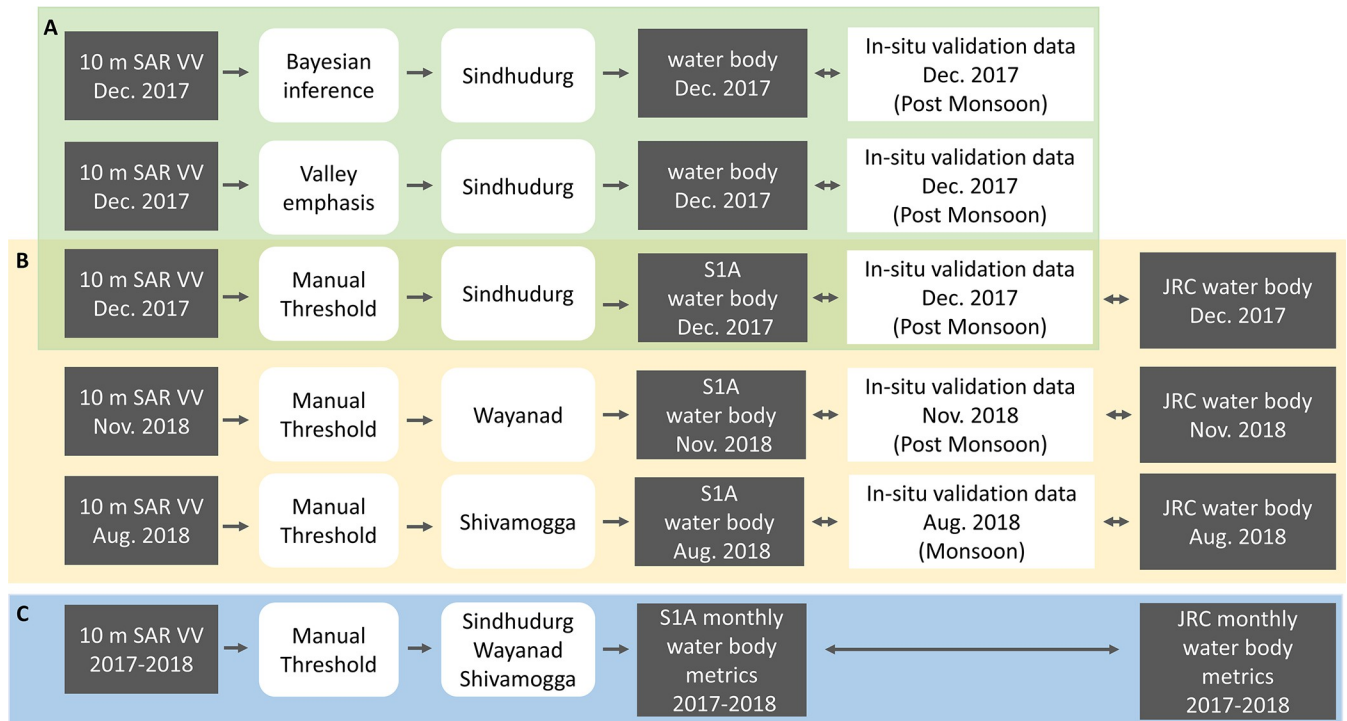 A
10 m SAR VV
Dec. 2017
Bayesian
inference
Sindhudurg
water body
Dec. 2017
In-situ validation data
Dec. 2017
(Post Monsoon)
10 m SAR VV
Dec. 2017
Valley
emphasis
Sindhudurg
water body
Dec. 2017
In-situ validation data
Dec. 2017
(Post Monsoon)
B
10 m SAR VV
Dec. 2017
Manual
Threshold
Sindhudurg
S1A
water body
Dec. 2017
In-situ validation data
Dec. 2017
(Post Monsoon)
JRC water body
Dec. 2017
10 m SAR VV
Nov. 2018
Manual
Threshold
Wayanad
S1A
water body
Nov. 2018
In-situ validation data
Nov. 2018
(Post Monsoon)
JRC water body
Nov. 2018
10 m SAR VV
Aug. 2018
Manual
Threshold
Shivamogga
S1A
water body
Aug. 2018
In-situ validation data
Aug. 2018
(Monsoon)
JRC water body
Aug. 2018
C
10 m SAR VV
2017-2018
Manual
Threshold
Sindhudurg
Wayanad
Shivamogga
S1A monthly
water body
metrics
2017-2018
JRC monthly
water body
metrics
2017-2018